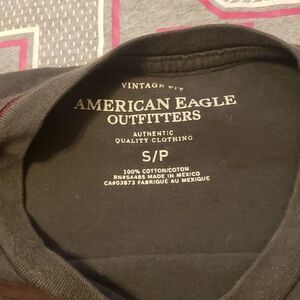 VINTAGE FIT
AMERICAN EAGLE
OUTFITTERS
AUTHENTIC
QUALITY CLOTHING
S/P
100% COTTON/COTON
RN#54485 MADE IN MEXICO
CA#03873 FABRIQUÉ AU MEXIQUE